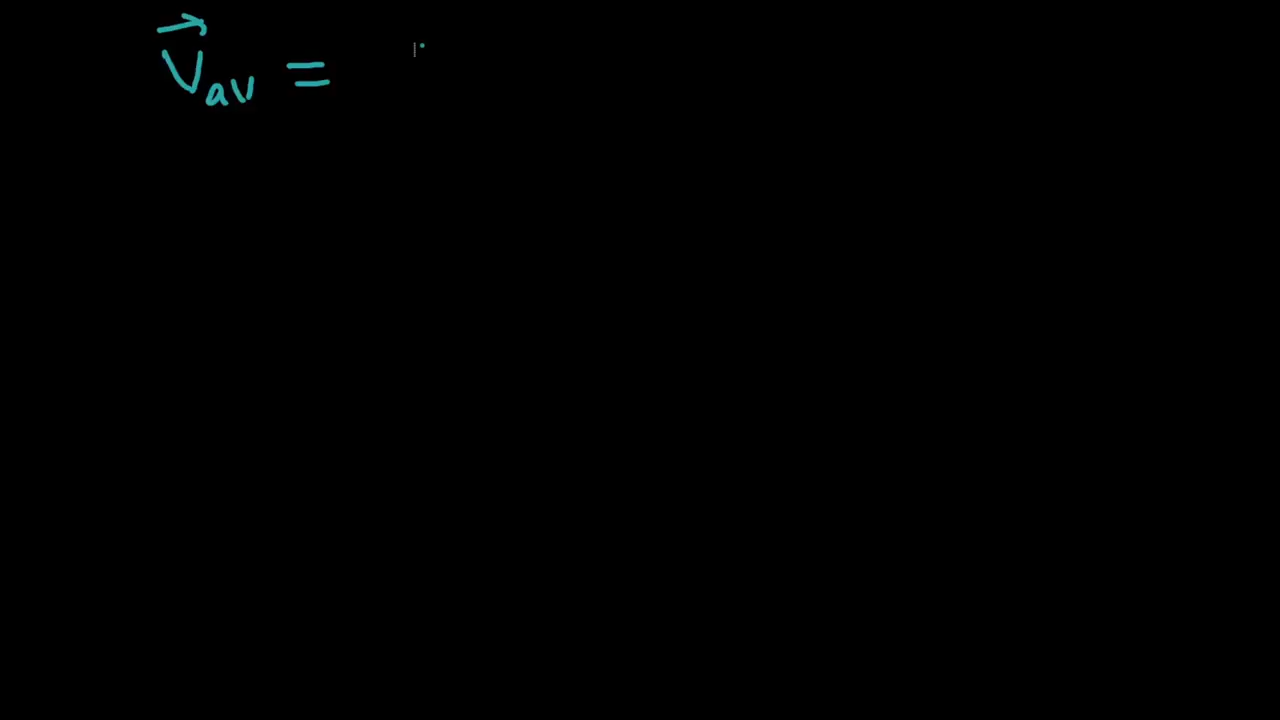 V⃗av =